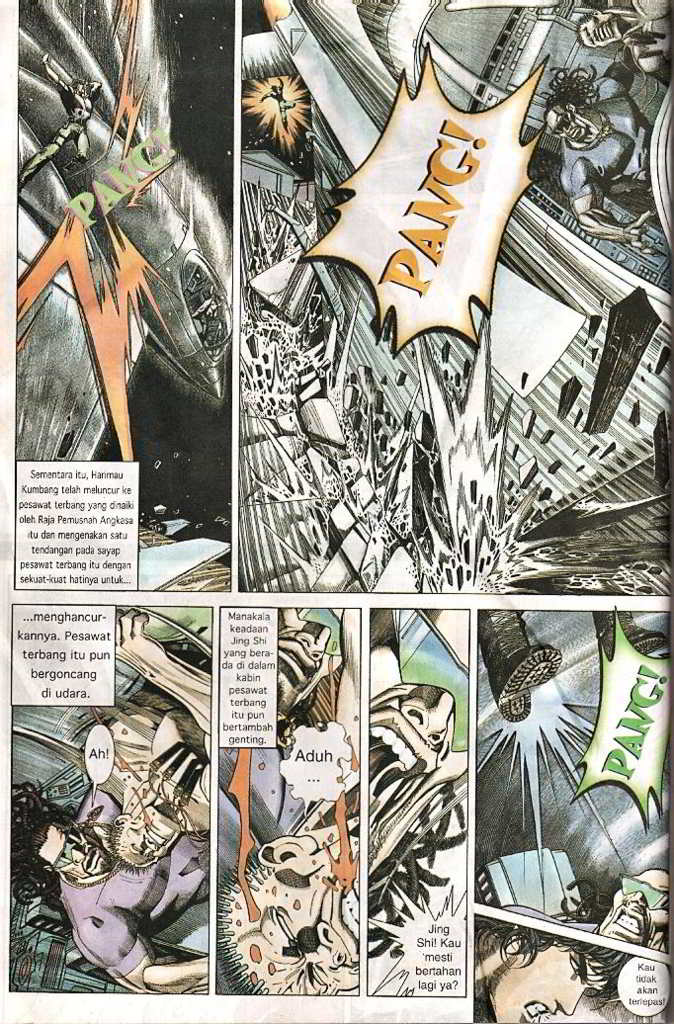 PANG!
PANG!
Sementara itu, Harimau
Kumbang telah meluncur ke
pesawat terbang yang dinaiki
oleh Raja Pemusnah Angkasa
itu dan mengenakan satu
tendangan pada sayap
pesawat terbang itu dengan
sekuat-kuat hatinya untuk...
...menghancur-
kannya. Pesawat
terbang itu pun
bergoncang
di udara.
Ah!
Manakala
keadaan
Jing Shi
yang bera-
da di dalam
kabin
pesawat
terbang
itu pun
bertambah
genting.
Aduh
...
Jing
Shi! Kau
'mesti
bertahan
lagi ya?
PANG!
Kau
tidak
akan
terlepas!